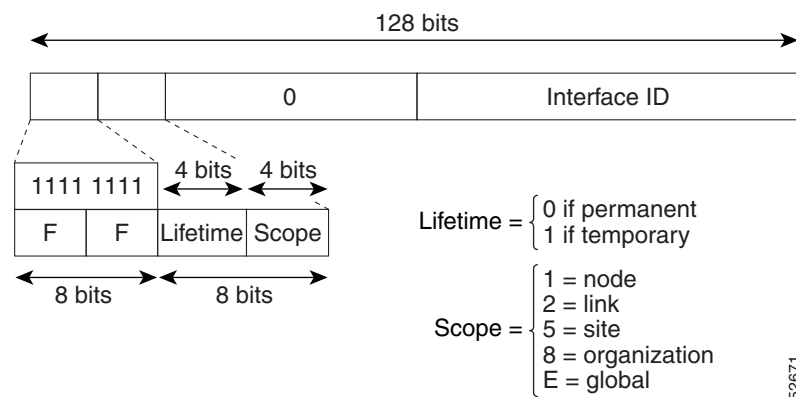 128 bits
0 Interface ID
4 bits 4 bits
1111 1111
F F Lifetime Scope
8 bits 8 bits
Lifetime = 0 if permanent
1 if temporary
Scope = 1 = node
2 = link
5 = site
8 = organization
E = global
52671